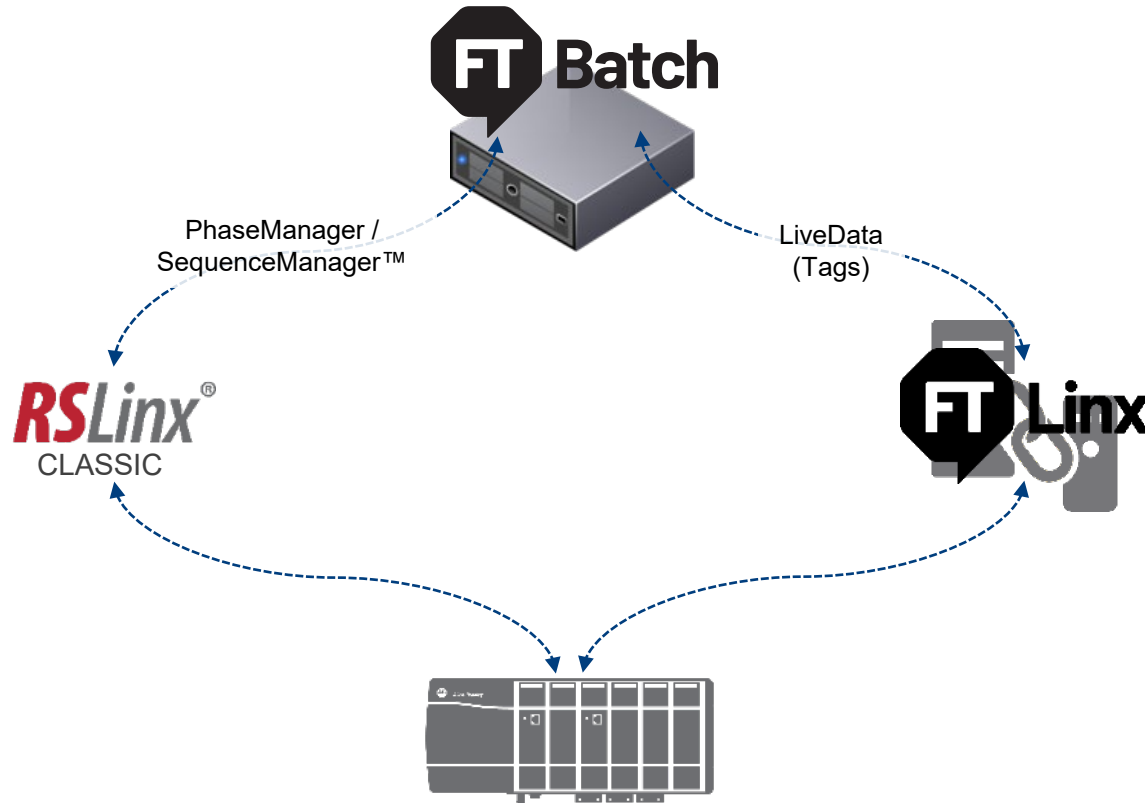 FT Batch
PhaseManager /
SequenceManager™
LiveData
(Tags)
RSLinx®
CLASSIC
FT Linx